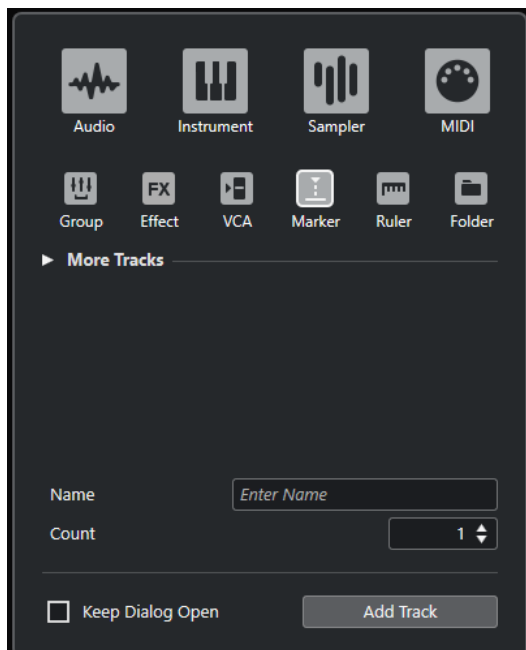 Audio Instrument Sampler MIDI
FX
Group Effect VCA Marker Ruler Folder
More Tracks
Name Enter Name
Count 1
Keep Dialog Open Add Track